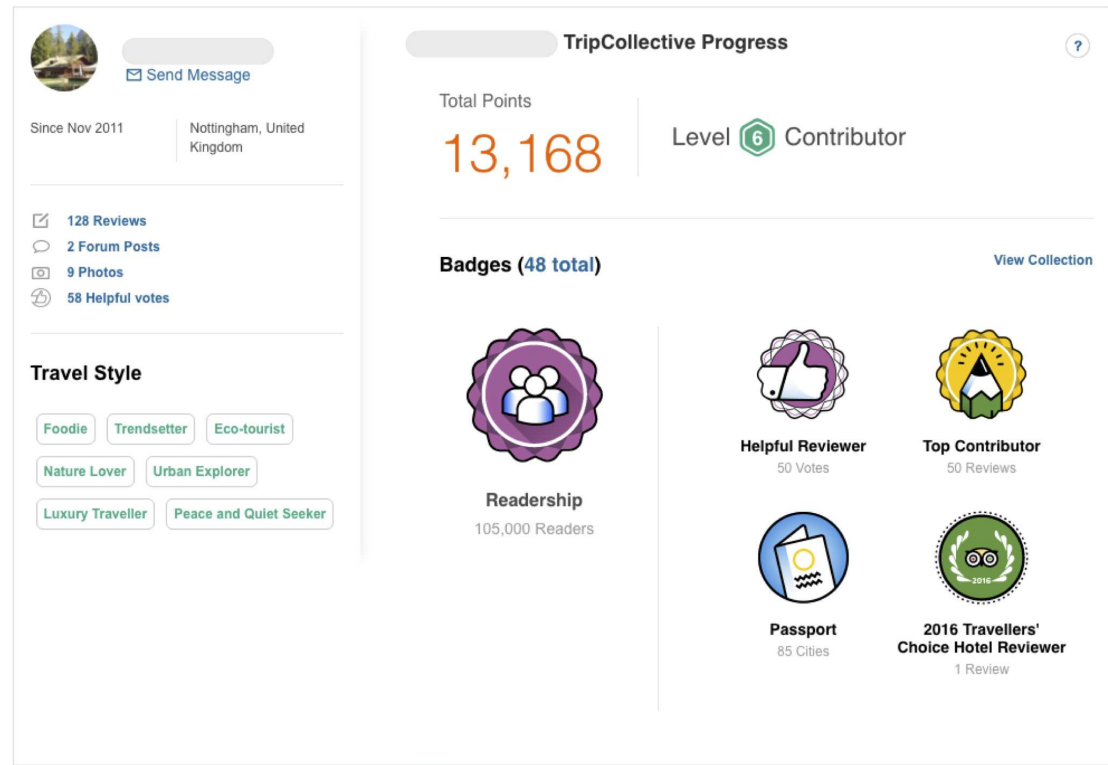 Send Message
Since Nov 2011
Nottingham, United
Kingdom
128 Reviews
2 Forum Posts
9 Photos
58 Helpful votes
Travel Style
Foodie
Trendsetter
Eco-tourist
Nature Lover
Urban Explorer
Luxury Traveller
Peace and Quiet Seeker
TripCollective Progress
?
Total Points
13,168
Level 6 Contributor
Badges (48 total)
View Collection
Readership
105,000 Readers
Helpful Reviewer
50 Votes
Top Contributor
50 Reviews
Passport
85 Cities
2016
2016 Travellers'
Choice Hotel Reviewer
1 Review